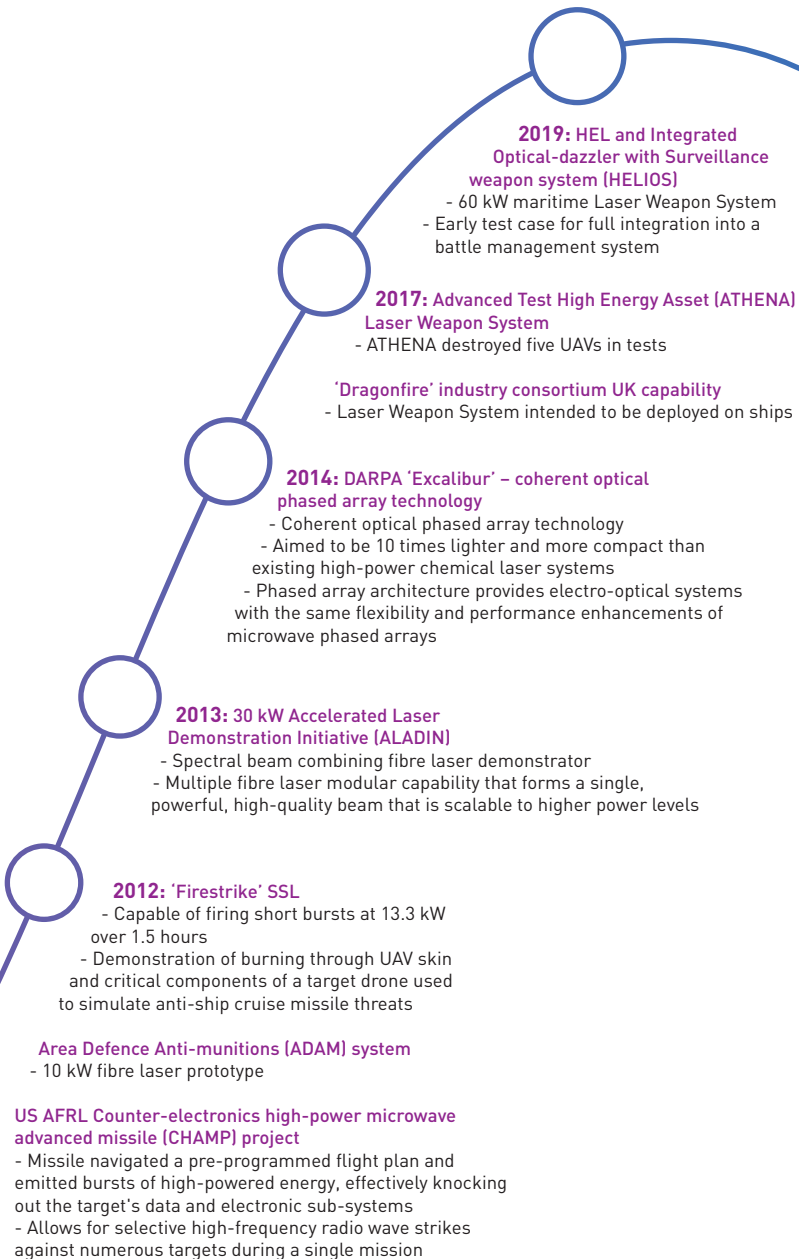 2019: HEL and Integrated
Optical-dazzler with Surveillance
weapon system (HELIOS)
- 60 kW maritime Laser Weapon System
- Early test case for full integration into a
battle management system
2017: Advanced Test High Energy Asset (ATHENA)
Laser Weapon System
- ATHENA destroyed five UAVs in tests
‘Dragonfire’ industry consortium UK capability
- Laser Weapon System intended to be deployed on ships
2014: DARPA ‘Excalibur’ – coherent optical
phased array technology
- Coherent optical phased array technology
- Aimed to be 10 times lighter and more compact than
existing high-power chemical laser systems
- Phased array architecture provides electro-optical systems
with the same flexibility and performance enhancements of
microwave phased arrays
2013: 30 kW Accelerated Laser
Demonstration Initiative (ALADIN)
- Spectral beam combining fibre laser demonstrator
- Multiple fibre laser modular capability that forms a single,
powerful, high-quality beam that is scalable to higher power levels
2012: ‘Firestrike’ SSL
- Capable of firing short bursts at 13.3 kW
over 1.5 hours
- Demonstration of burning through UAV skin
and critical components of a target drone used
to simulate anti-ship cruise missile threats
Area Defence Anti-munitions (ADAM) system
- 10 kW fibre laser prototype
US AFRL Counter-electronics high-power microwave
advanced missile (CHAMP) project
- Missile navigated a pre-programmed flight plan and
emitted bursts of high-powered energy, effectively knocking
out the target's data and electronic sub-systems
- Allows for selective high-frequency radio wave strikes
against numerous targets during a single mission